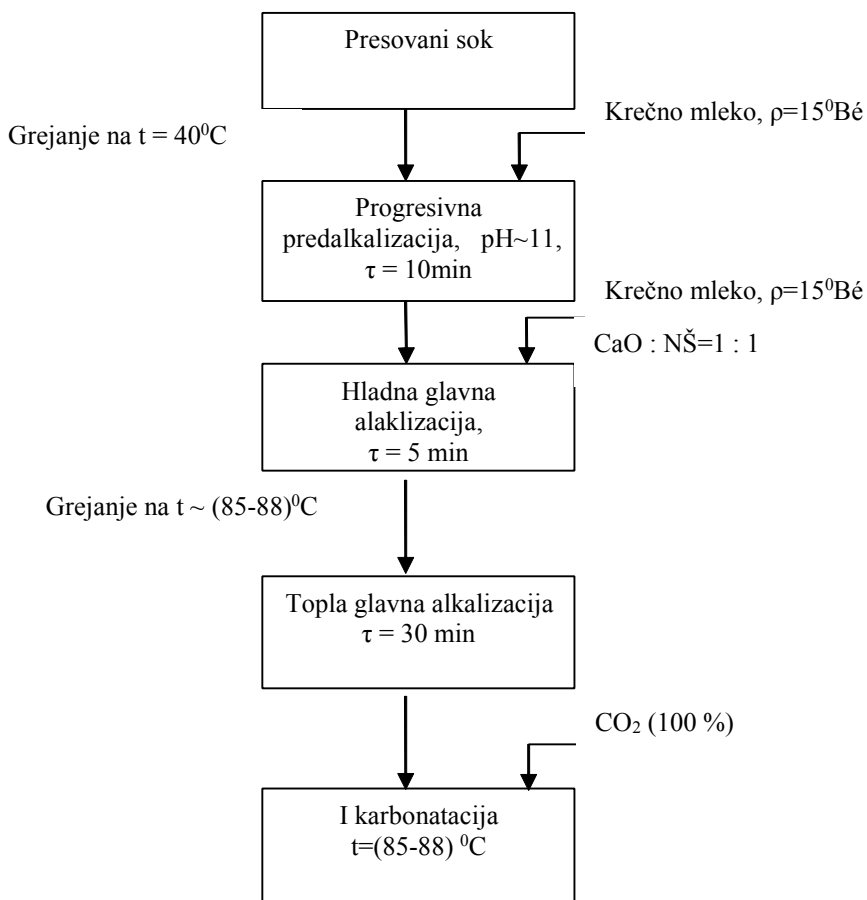 Presovani sok
Krečno mleko, ρ=15⁰Bé
Grejanje na t = 40⁰C
Progresivna
predalkalizacija, pH~11,
τ = 10min
Krečno mleko, ρ=15⁰Bé
CaO : NŠ=1 : 1
Hladna glavna
alaklizacija,
τ = 5 min
Grejanje na t ~ (85-88)⁰C
Topla glavna alkalizacija
τ = 30 min
CO₂ (100 %)
I karbonatacija
t=(85-88) ⁰C